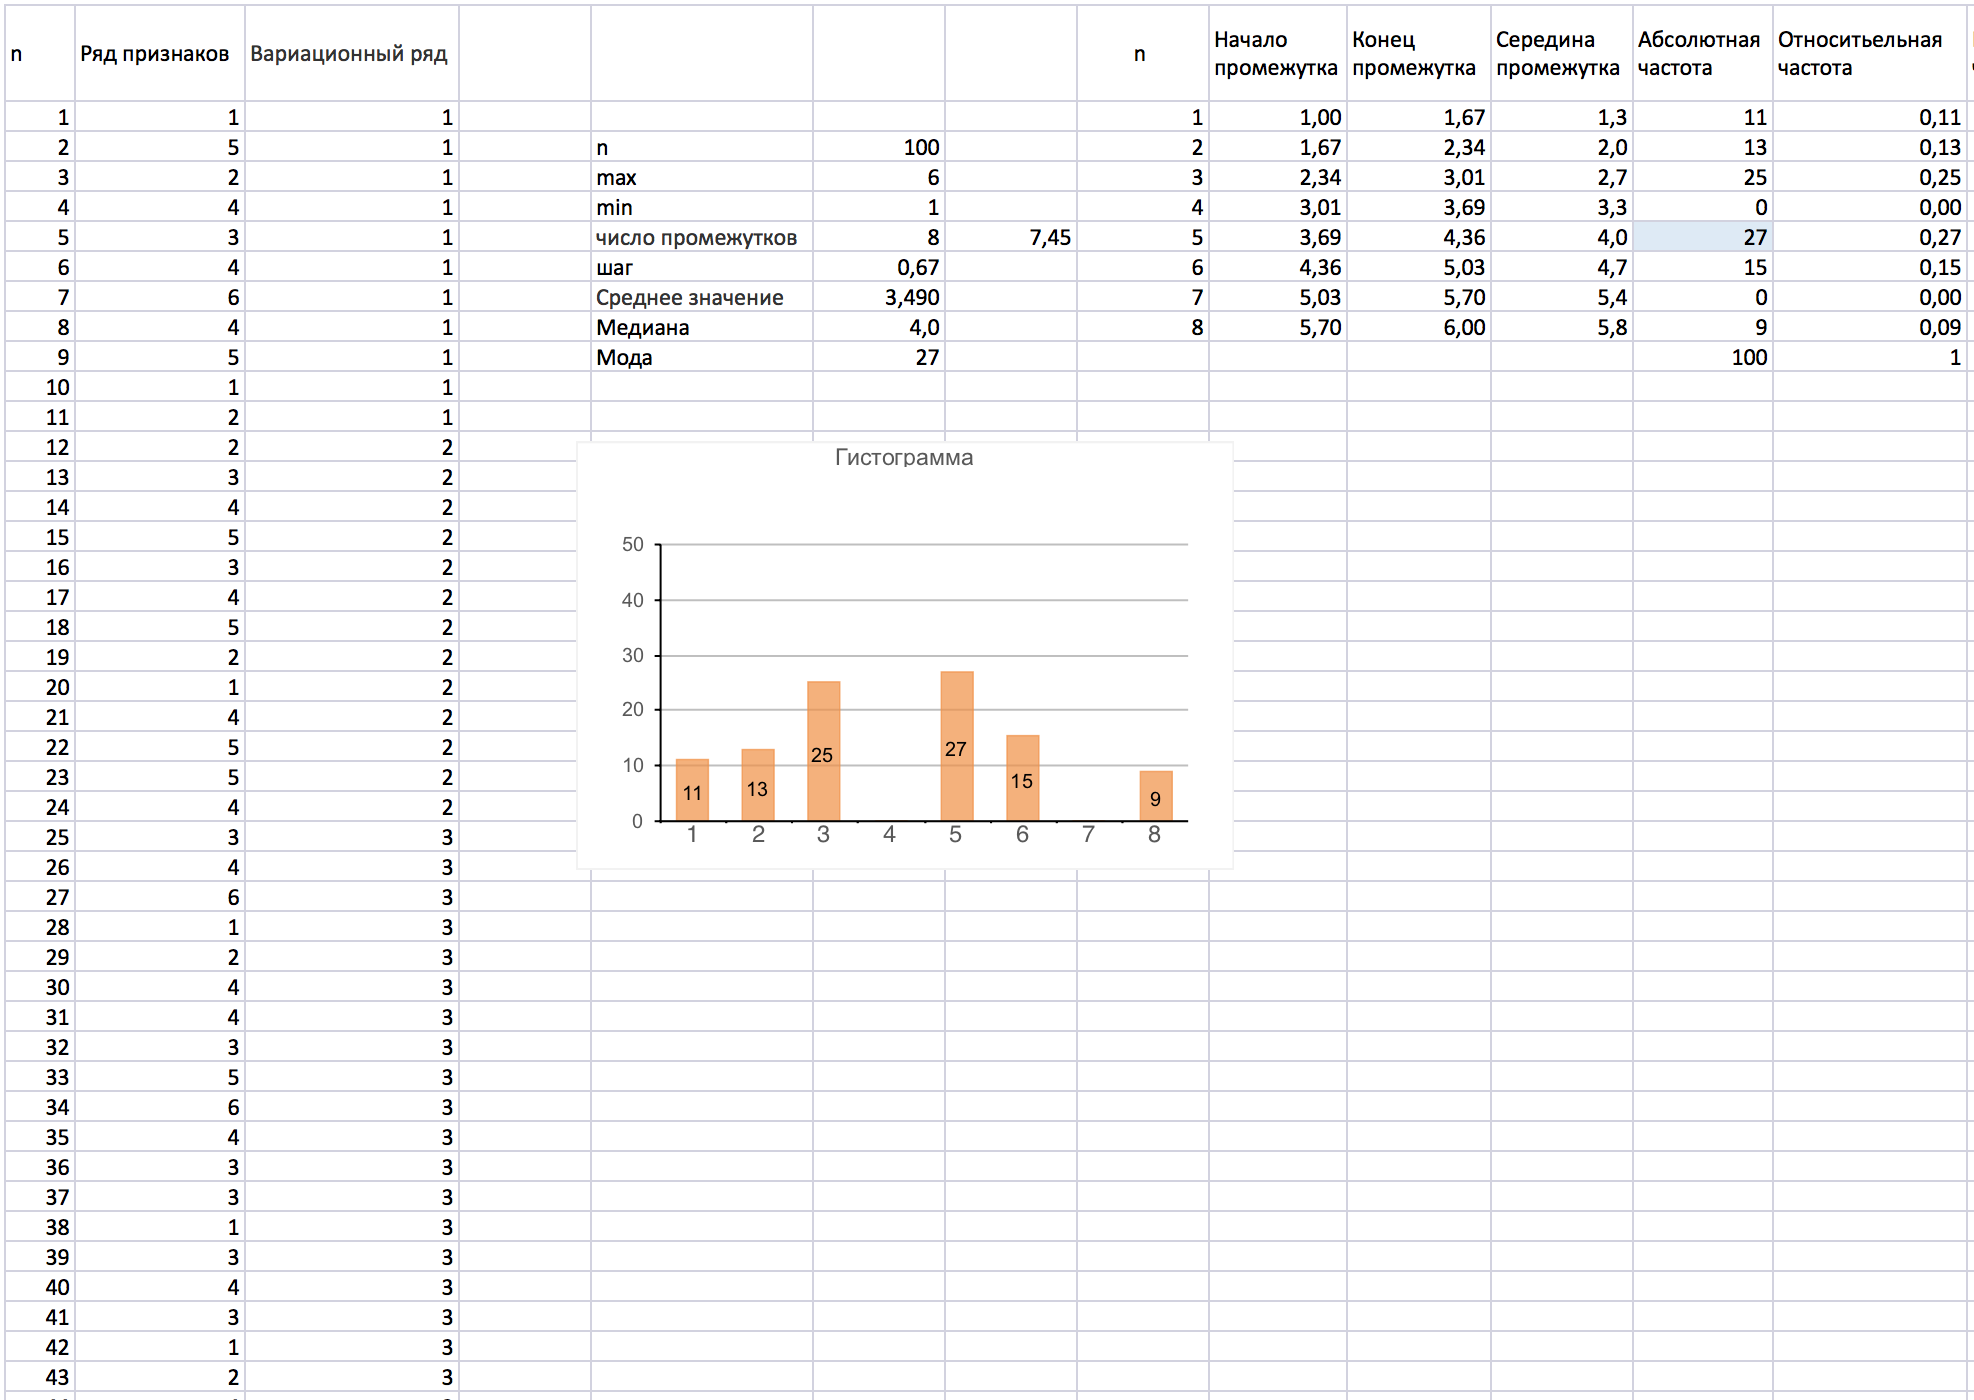 n Ряд признаков Вариационный ряд n Начало промежутка Конец промежутка Середина промежутка Абсолютная частота Относитьельная частота
1 1 1 1 1,00 1,67 1,3 11 0,11
2 5 1 n 100 2 1,67 2,34 2,0 13 0,13
3 2 1 max 6 3 2,34 3,01 2,7 25 0,25
4 4 1 min 1 4 3,01 3,69 3,3 0 0,00
5 3 1 число промежутков 8 7,45 5 3,69 4,36 4,0 27 0,27
6 4 1 шаг 0,67 6 4,36 5,03 4,7 15 0,15
7 6 1 Среднее значение 3,490 7 5,03 5,70 5,4 0 0,00
8 4 1 Медиана 4,0 8 5,70 6,00 5,8 9 0,09
9 5 1 Мода 27 100 1
10 1 1
11 2 1
12 2 2
13 3 2
14 4 2
15 5 2
16 3 2
17 4 2
18 5 2
19 2 2
20 1 2
21 4 2
22 5 2
23 5 2
24 4 2
25 3 3
26 4 3
27 6 3
28 1 3
29 2 3
30 4 3
31 4 3
32 3 3
33 5 3
34 6 3
35 4 3
36 3 3
37 3 3
38 1 3
39 3 3
40 4 3
41 3 3
42 1 3
43 2 3
Гистограмма
50
40
30
20
10
0
11 13 25 27 15 9
1 2 3 4 5 6 7 8